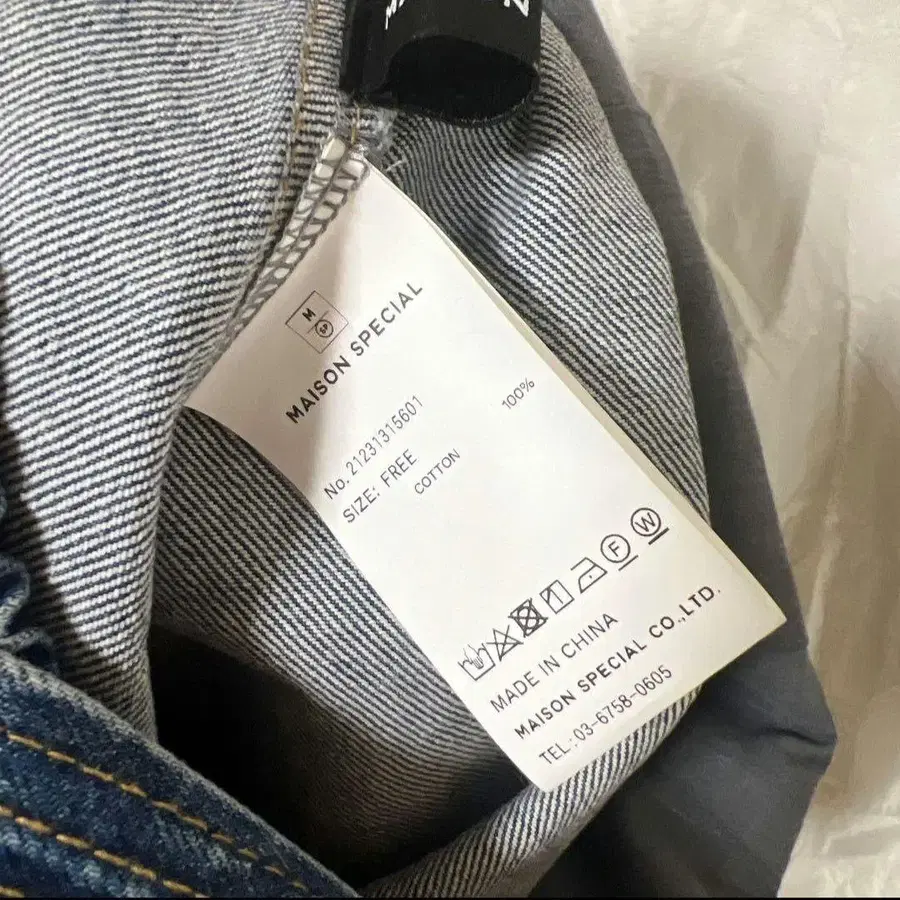 M
SP
MAISON SPECIAL
No. 21231315601
SIZE: FREE
COTTON 100%
F W
MADE IN CHINA
MAISON SPECIAL CO.,LTD.
TEL ; 03-6758-0605